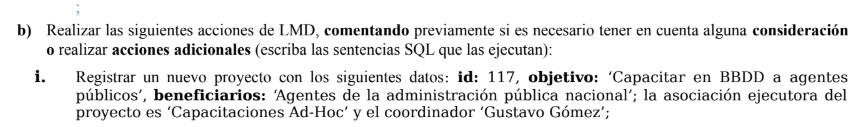 ;
b) Realizar las siguientes acciones de LMD, comentando previamente si es necesario tener en cuenta alguna consideración
o realizar acciones adicionales (escriba las sentencias SQL que las ejecutan):
i. Registrar un nuevo proyecto con los siguientes datos: id: 117, objetivo: ‘Capacitar en BBDD a agentes
públicos’, beneficiarios: ‘Agentes de la administración pública nacional’; la asociación ejecutora del
proyecto es ‘Capacitaciones Ad-Hoc’ y el coordinador ‘Gustavo Gómez’;